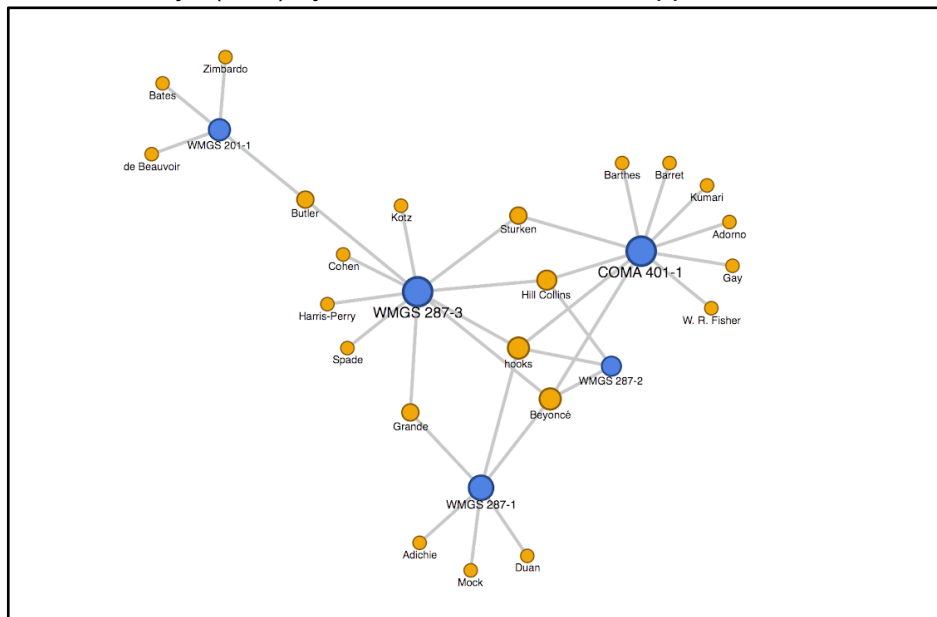 Zimbardo
Bates
WMGS 201-1
de Beauvoir
Barthes
Barret
Kumari
Butler
Kotz
Sturken
Adorno
Cohen
COMA 401-1
Gay
Hill Collins
Harris-Perry
WMGS 287-3
W. R. Fisher
Spade
hooks
WMGS 287-2
Grande
Beyoncé
WMGS 287-1
Adichie
Duan
Mock